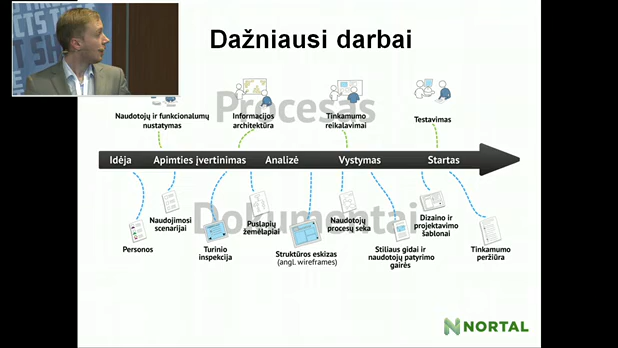 Dažniausi darbai
Procesas
Naudotojų ir funkcionalumų
nustatymas
Informacijos
architektūra
Tinkamumo
reikalavimai
Testavimas
Idėja
Apimties įvertinimas
Analizė
Vystymas
Startas
Dokumentai
Personos
Naudojimosi
scenarijai
Turinio
inspekcija
Puslapių
žemėlapiai
Struktūros eskizas
(angl. wireframes)
Naudotojų
procesų seka
Stiliaus gidai ir
naudotojų patyrimo
gairės
Dizaino ir
projektavimo
šablonai
Tinkamumo
peržiūra
NORTAL